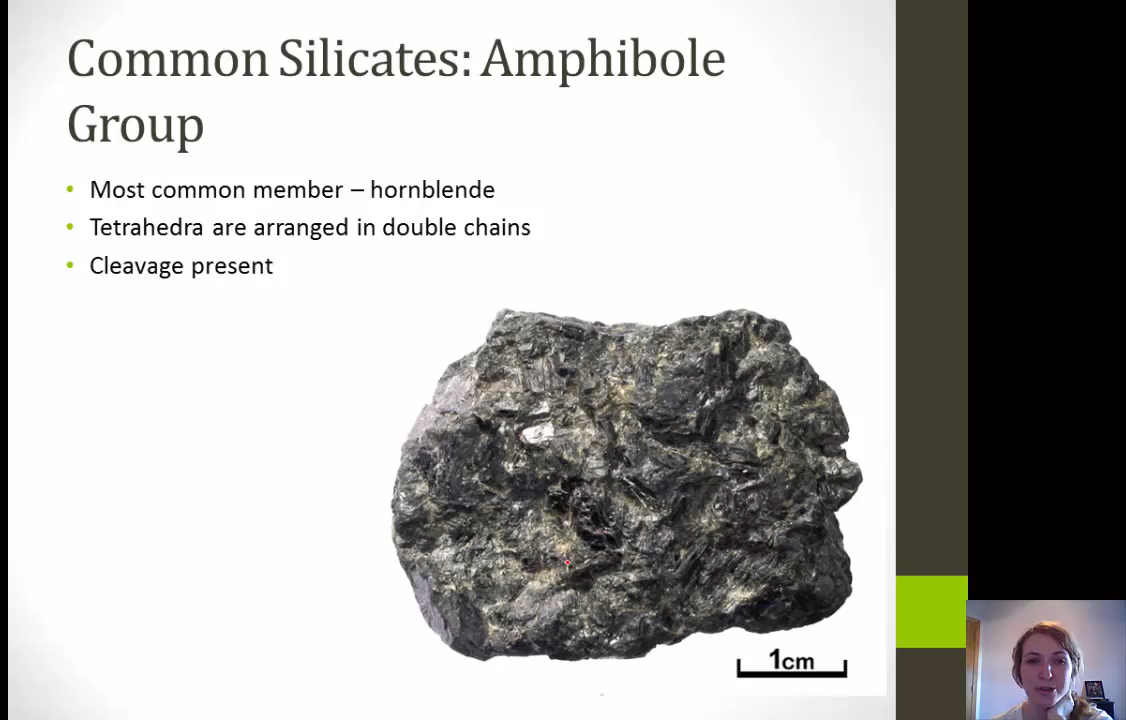 Common Silicates: Amphibole
Group
• Most common member – hornblende
• Tetrahedra are arranged in double chains
• Cleavage present
1cm